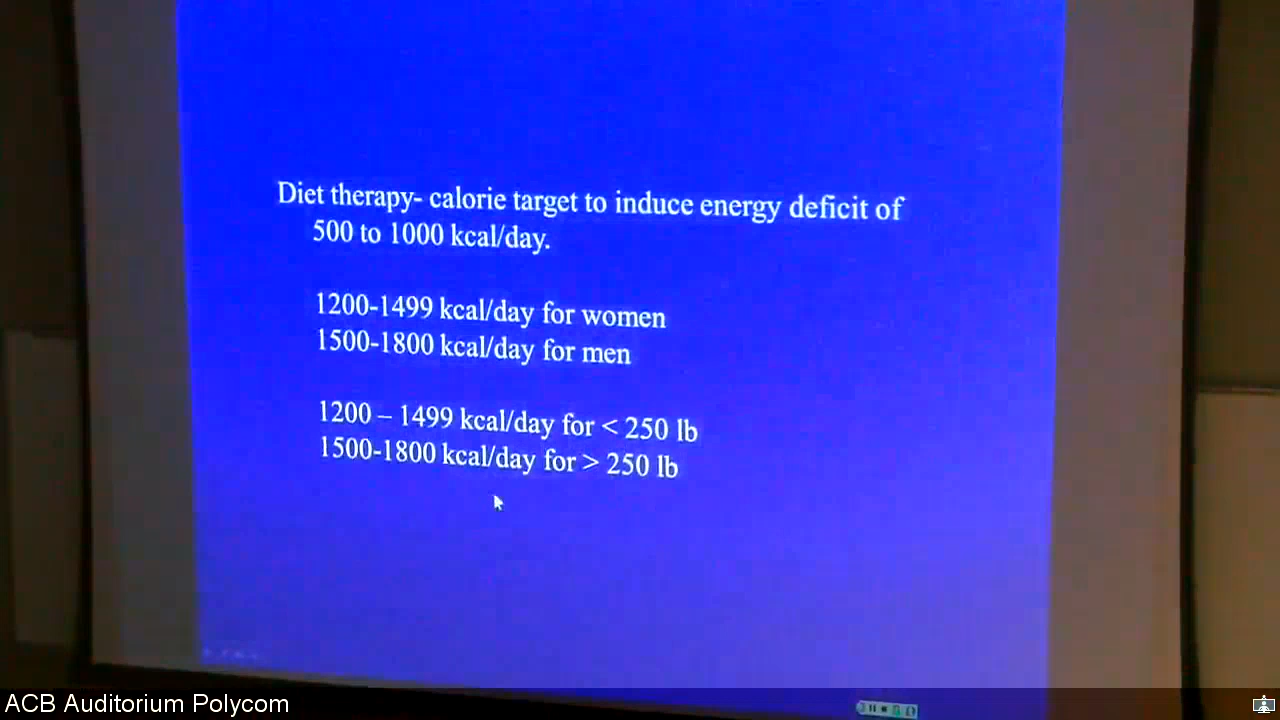 Diet therapy- calorie target to induce energy deficit of
500 to 1000 kcal/day.
1200-1499 kcal/day for women
1500-1800 kcal/day for men
1200 – 1499 kcal/day for < 250 lb
1500-1800 kcal/day for > 250 lb
ACB Auditorium Polycom